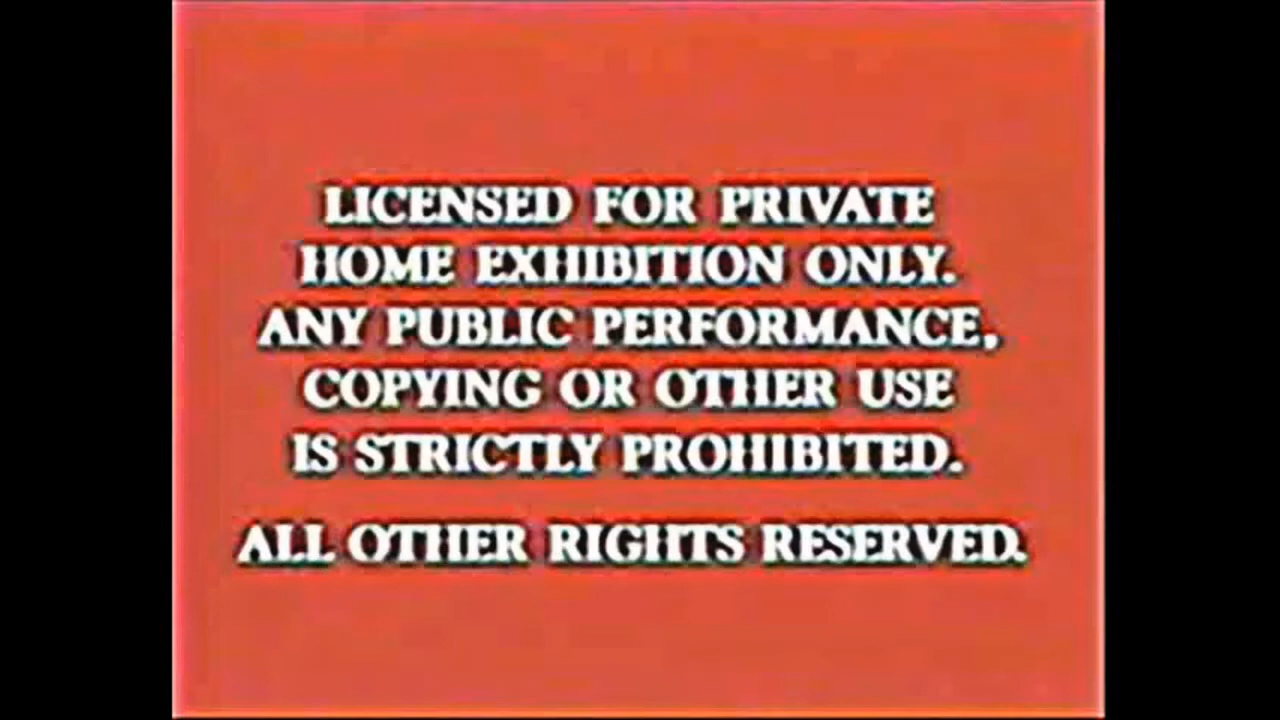 LICENSED FOR PRIVATE
HOME EXHIBITION ONLY.
ANY PUBLIC PERFORMANCE,
COPYING OR OTHER USE
IS STRICTLY PROHIBITED.
ALL OTHER RIGHTS RESERVED.